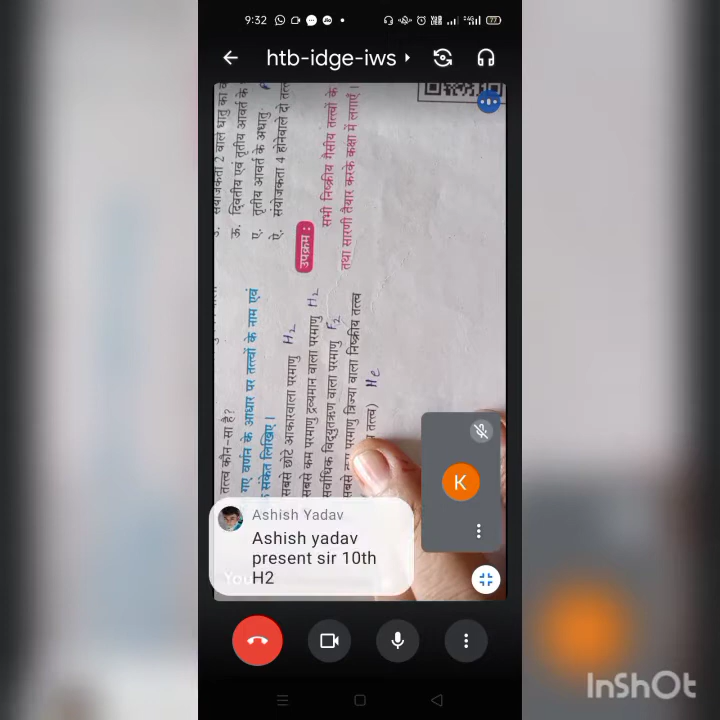 9:32
77
htb-idge-iws
संयोजकता 2 वाले धातु का
ऊ. द्वितीय एवं तृतीय आवर्त के
ए. तृतीय आवर्त के अधातु
ऐ. संयोजकता 4 होनेवाले दो
उपक्रम :
सभी निष्क्रीय गैसीय तत्त्वों के
तथा सारणी तैयार करके कक्षा में लगाएँ।
तत्त्व कौन-सा है?
गए वर्णन के आधार पर तत्त्वों के नाम एवं
संकेत लिखिए।
सबसे छोटे आकारवाला परमाणु H2
सबसे कम परमाणु द्रव्यमान वाला परमाणु H2
सर्वाधिक विद्युतऋण वाला परमाणु F2
सबसे परमाणु त्रिज्या वाला निष्क्रीय तत्त्व
तत्त्व) He
K
Ashish Yadav
Ashish yadav
present sir 10th
H2
You
InShOt